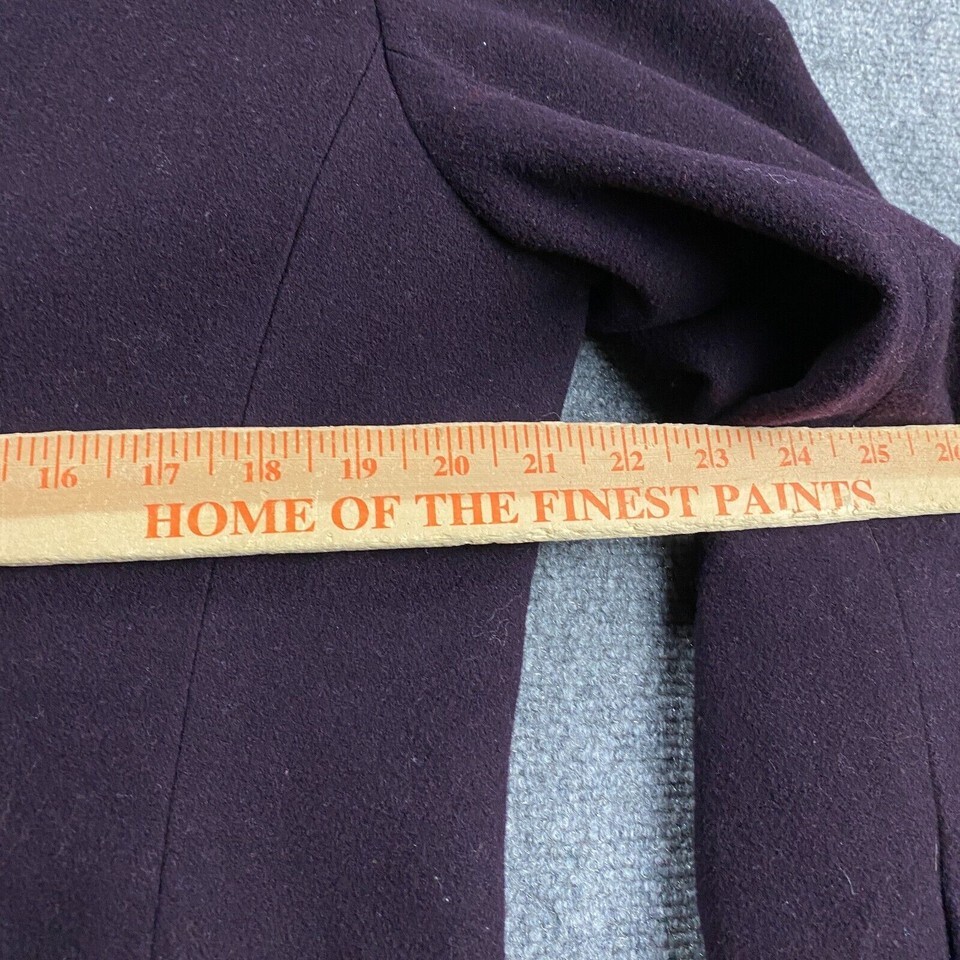 16 17 18 19 20 21 22 23 24 25
HOME OF THE FINEST PAINTS